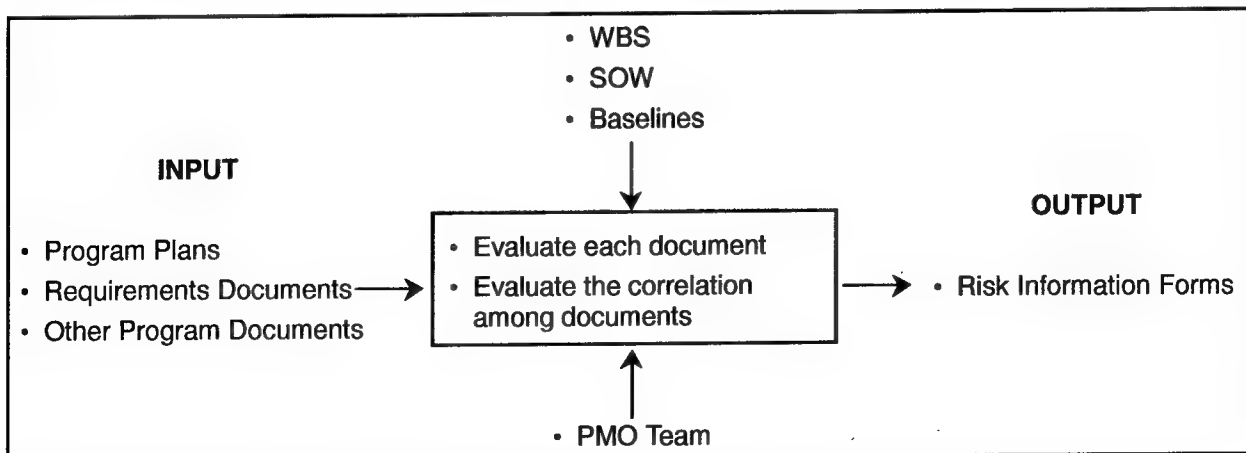 • WBS
• SOW
• Baselines
INPUT
• Program Plans
• Requirements Documents
• Other Program Documents
• Evaluate each document
• Evaluate the correlation
among documents
OUTPUT
• Risk Information Forms
• PMO Team